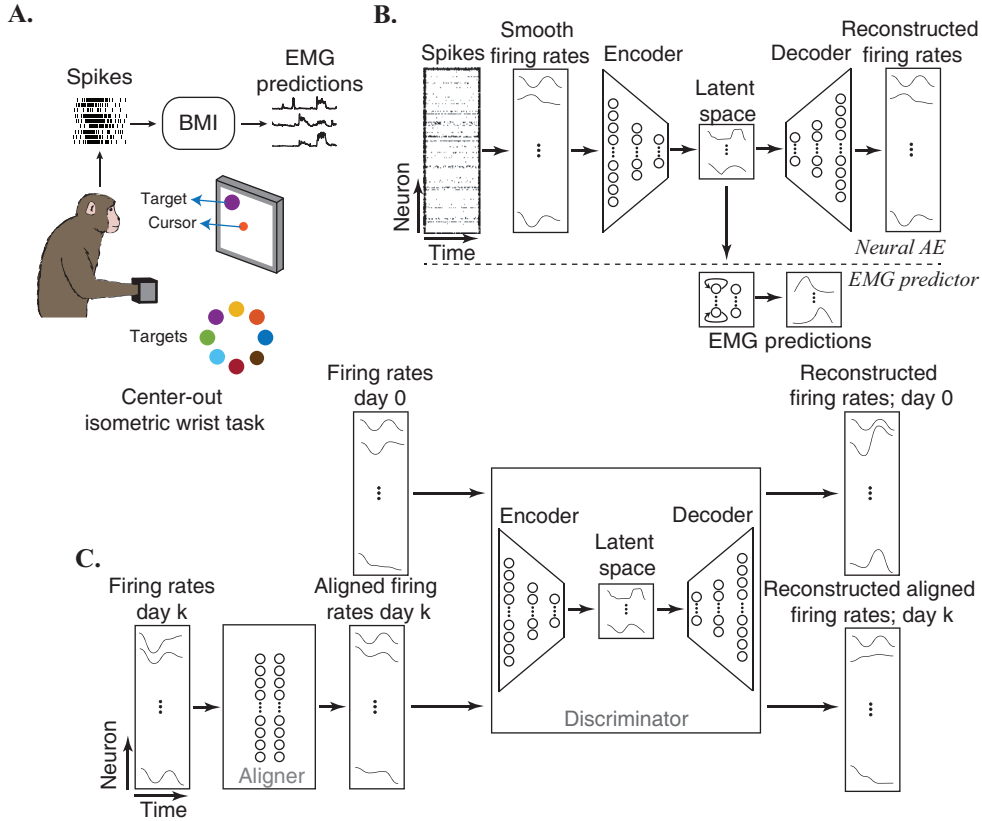 A.
Spikes
BMI
EMG
predictions
Target
Cursor
Targets
Center-out
isometric wrist task
B.
Spikes
Smooth
firing rates
Encoder
Latent
space
Decoder
Reconstructed
firing rates
Neuron
Time
Neural AE
EMG predictor
EMG predictions
C.
Firing rates
day 0
Reconstructed
firing rates; day 0
Firing rates
day k
Aligned firing
rates day k
Encoder
Latent
space
Decoder
Reconstructed aligned
firing rates; day k
Neuron
Time
Aligner
Discriminator